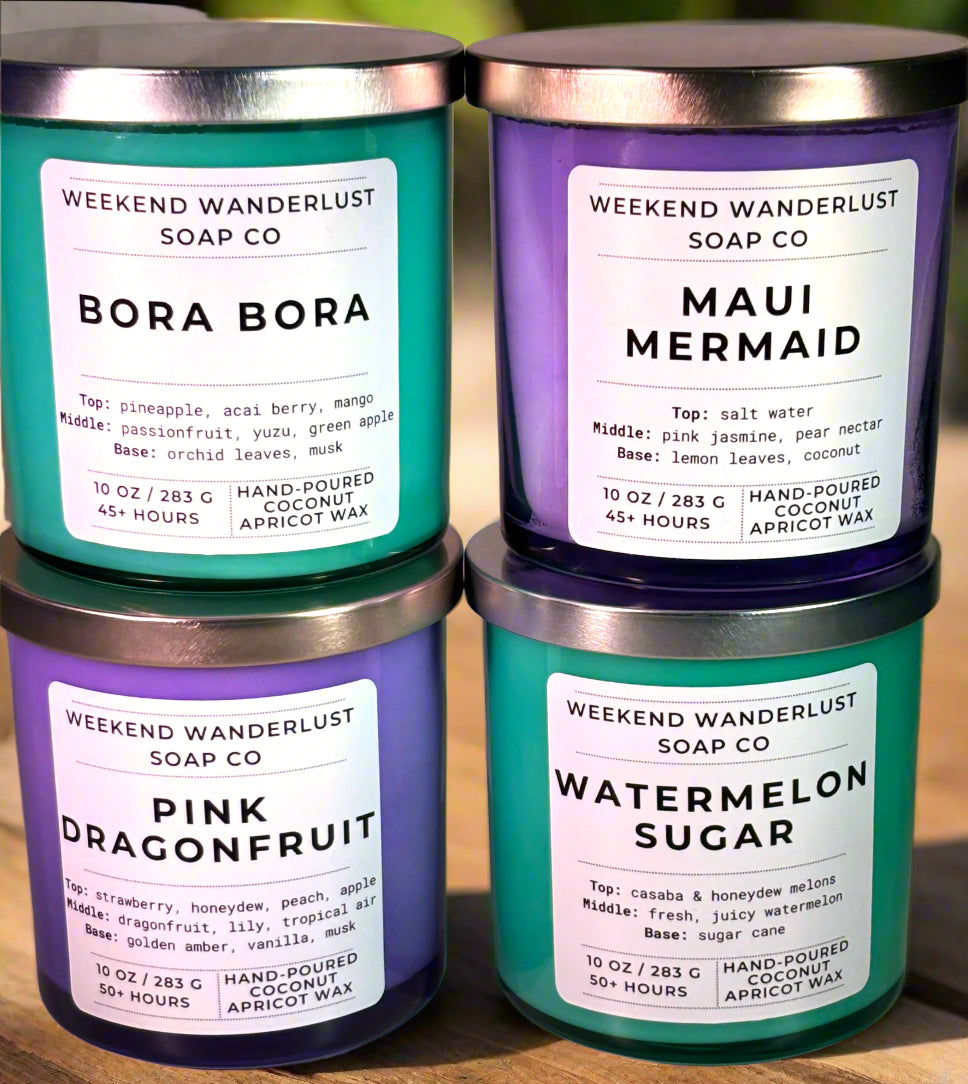 WEEKEND WANDERLUST
SOAP CO
BORA BORA
Top: pineapple, acai berry, mango
Middle: passionfruit, yuzu, green apple
Base: orchid leaves, musk
10 OZ / 283 G
45+ HOURS
HAND-POURED
COCONUT
APRICOT WAX
WEEKEND WANDERLUST
SOAP CO
MAUI
MERMAID
Top: salt water
Middle: pink jasmine, pear nectar
Base: lemon leaves, coconut
10 OZ / 283 G
45+ HOURS
HAND-POURED
COCONUT
APRICOT WAX
WEEKEND WANDERLUST
SOAP CO
PINK
DRAGONFRUIT
Top: strawberry, honeydew, peach, apple
Middle: dragonfruit, lily, tropical air
Base: golden amber, vanilla, musk
10 OZ / 283 G
50+ HOURS
HAND-POURED
COCONUT
APRICOT WAX
WEEKEND WANDERLUST
SOAP CO
WATERMELON
SUGAR
Top: casaba & honeydew melons
Middle: fresh, juicy watermelon
Base: sugar cane
10 OZ / 283 G
50+ HOURS
HAND-POURED
COCONUT
APRICOT WAX